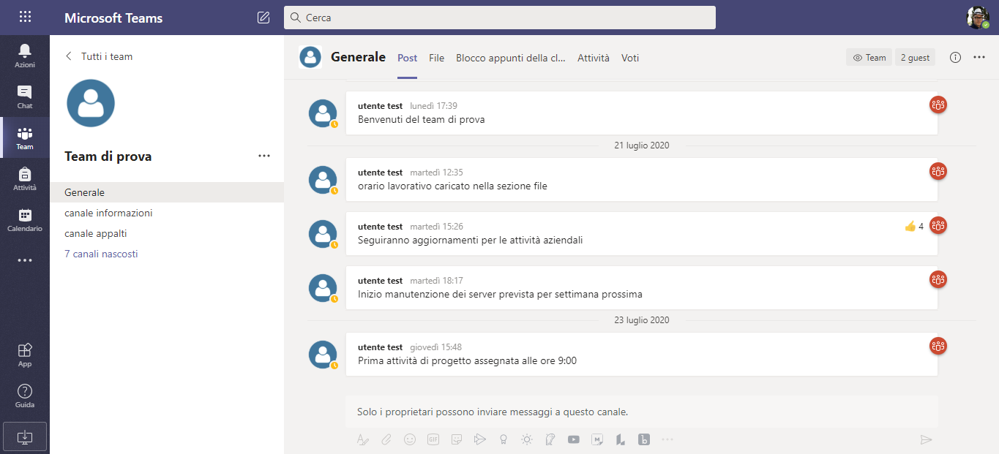 Microsoft Teams
Cerca
Azioni
Chat
Team
Attività
Calendario
App
Guida
Tutti i team
Team di prova
Generale
canale informazioni
canale appalti
7 canali nascosti
Generale
Post
File
Blocco appunti della cl...
Attività
Voti
Team
2 guest
utente test lunedì 17:39
Benvenuti del team di prova
21 luglio 2020
utente test martedì 12:35
orario lavorativo caricato nella sezione file
utente test martedì 15:26
4
Seguiranno aggiornamenti per le attività aziendali
utente test martedì 18:17
Inizio manutenzione dei server prevista per settimana prossima
23 luglio 2020
utente test giovedì 15:48
Prima attività di progetto assegnata alle ore 9:00
Solo i proprietari possono inviare messaggi a questo canale.
GIF